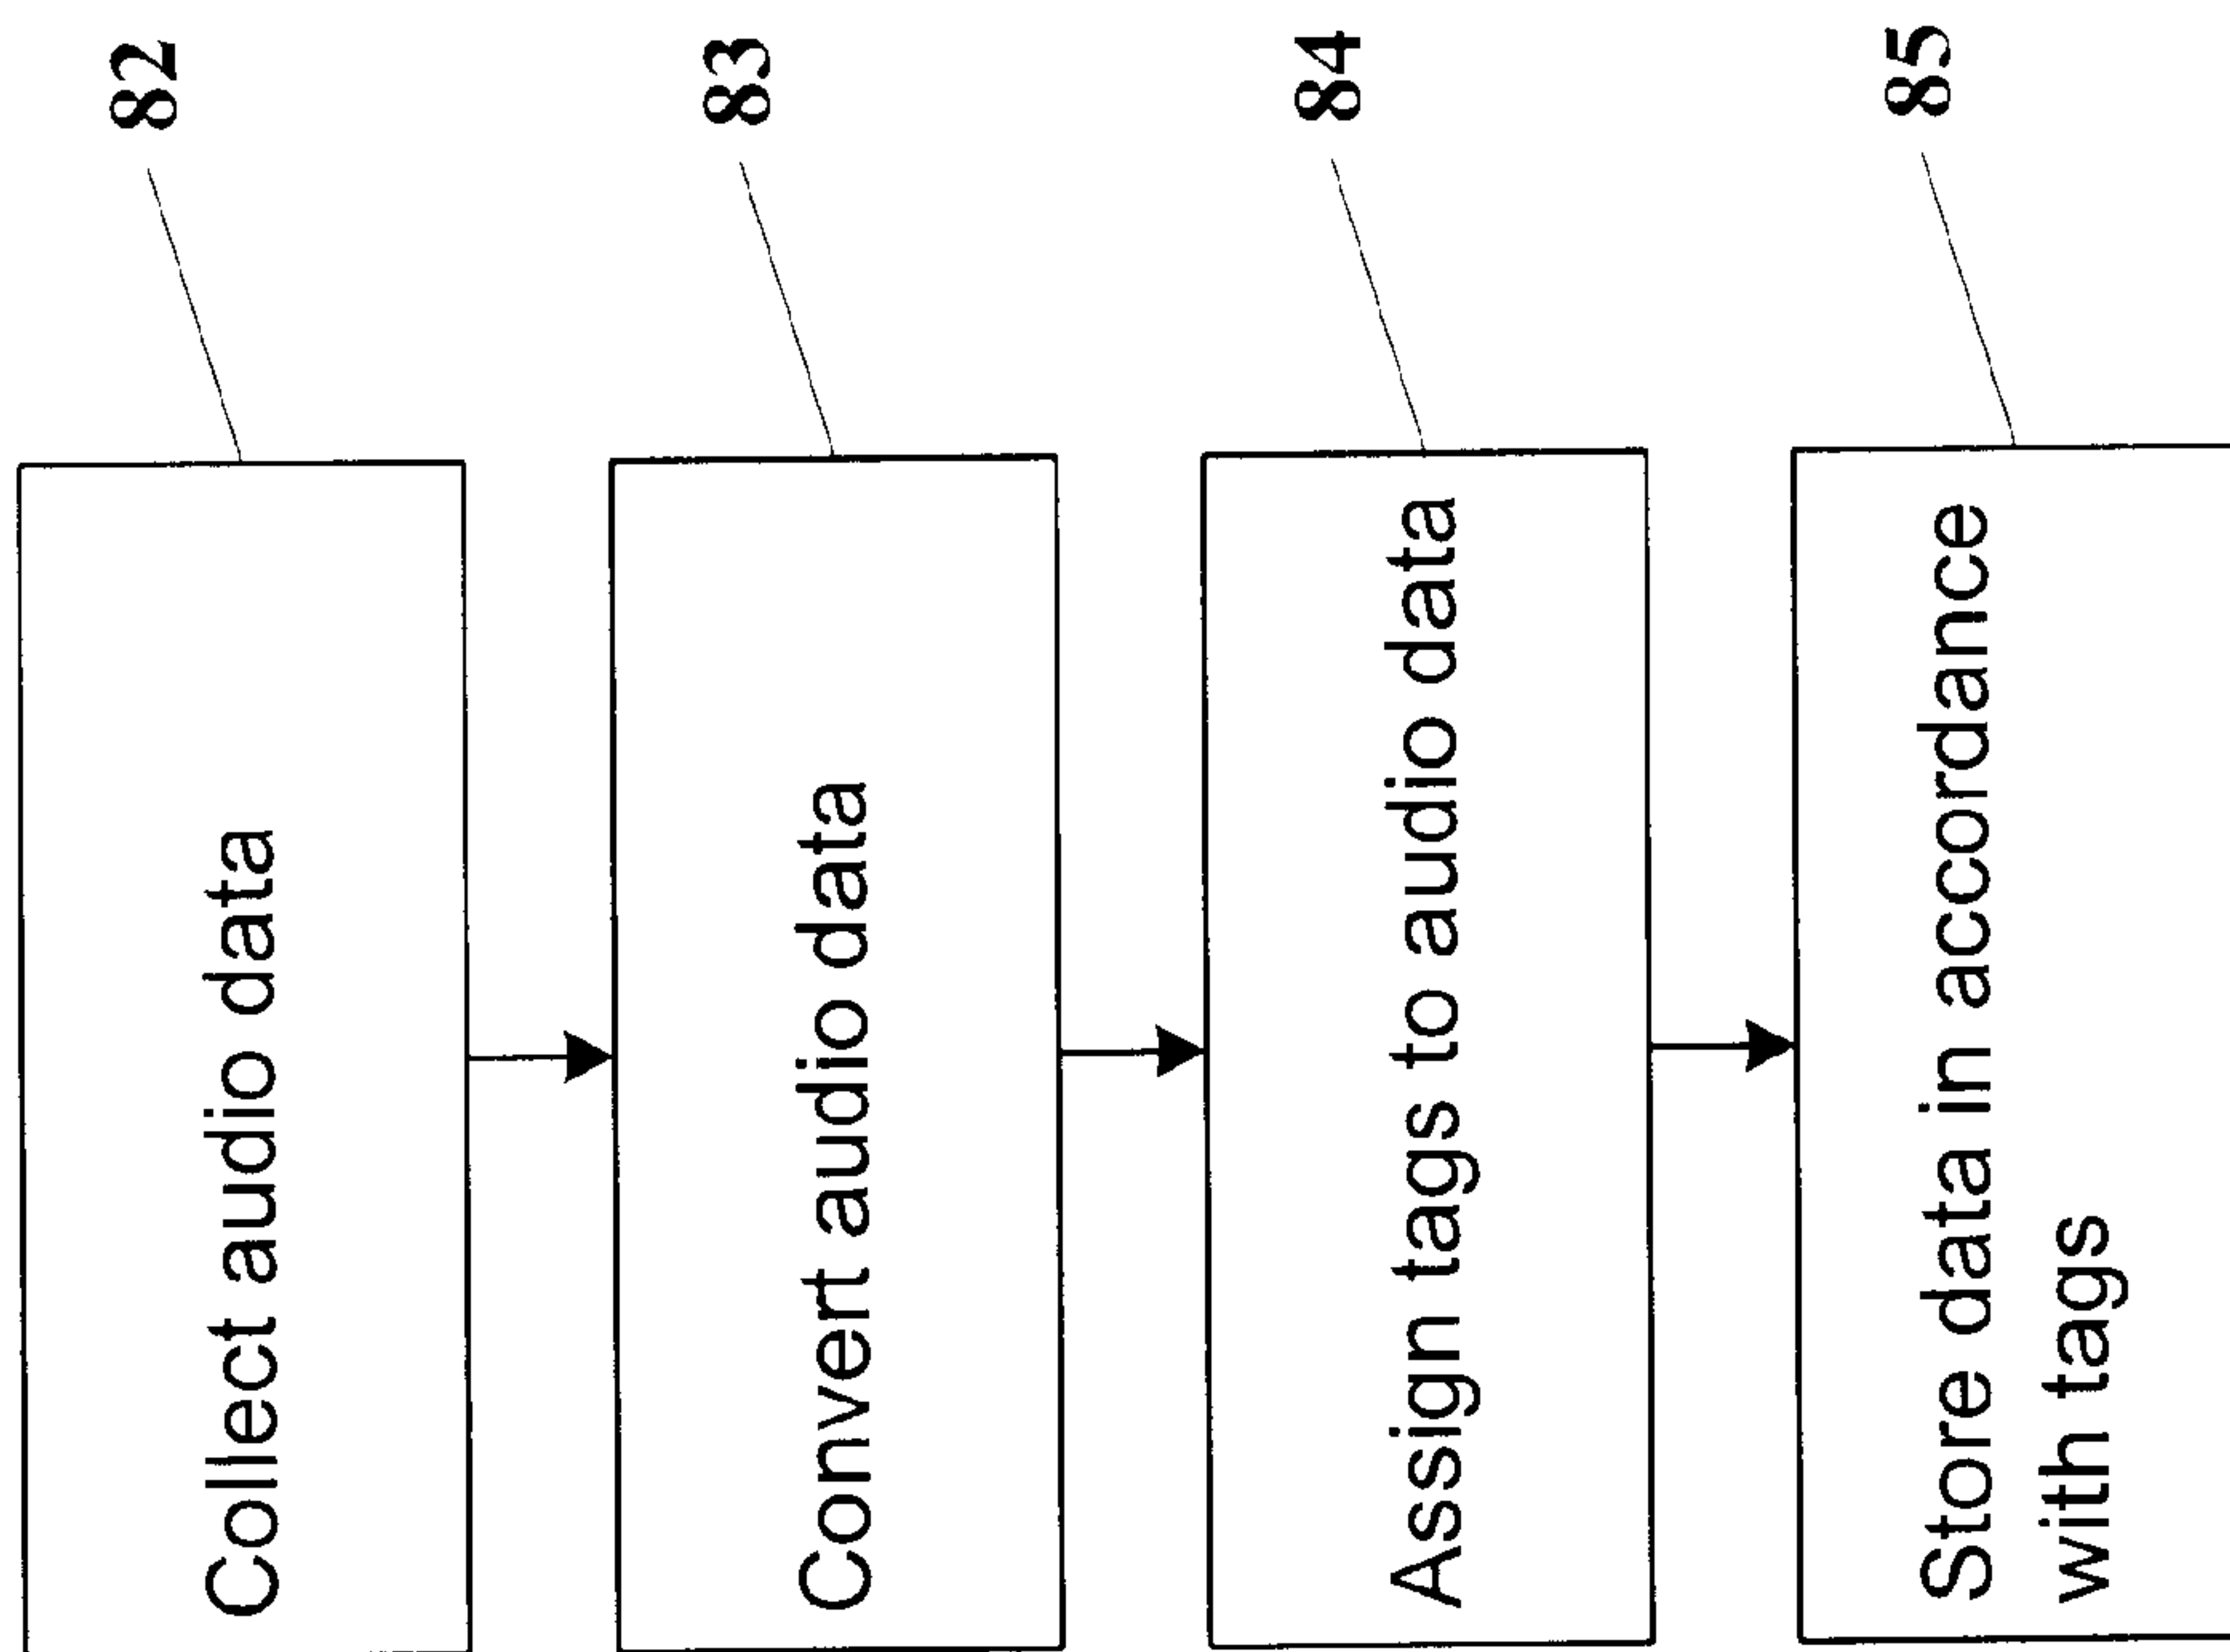 Collect audio data
82
Convert audio data
83
Assign tags to audio data
84
Store data in accordance
with tags
85